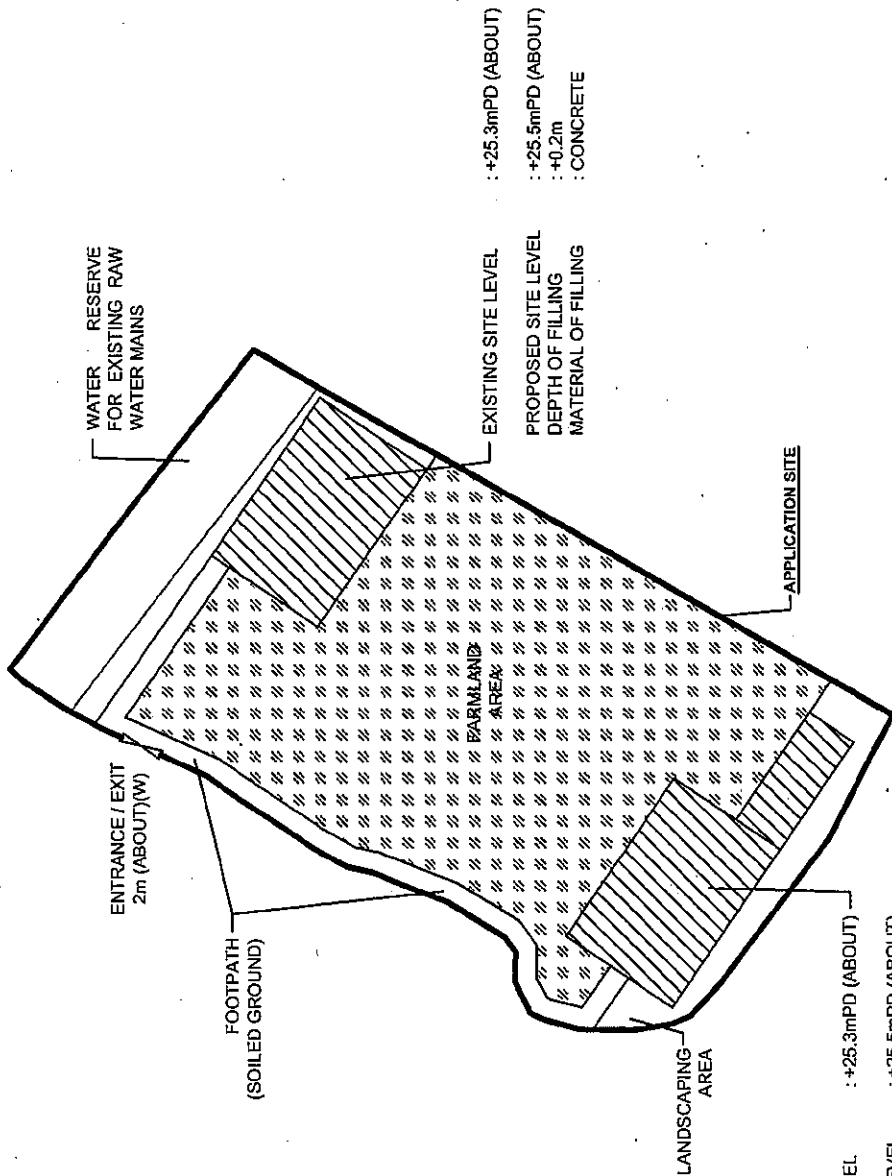 WATER RESERVE
FOR EXISTING RAW
WATER MAINS
ENTRANCE / EXIT
2m (ABOUT)(W)
FOOTPATH
(SOILED GROUND)
EXISTING SITE LEVEL : +25.3mPD (ABOUT)
PROPOSED SITE LEVEL : +25.5mPD (ABOUT)
DEPTH OF FILLING : +0.2m
MATERIAL OF FILLING : CONCRETE
FARMLAND
AREA
APPLICATION SITE
LANDSCAPING
AREA
: +25.3mPD (ABOUT)
: +25.5mPD (ABOUT)